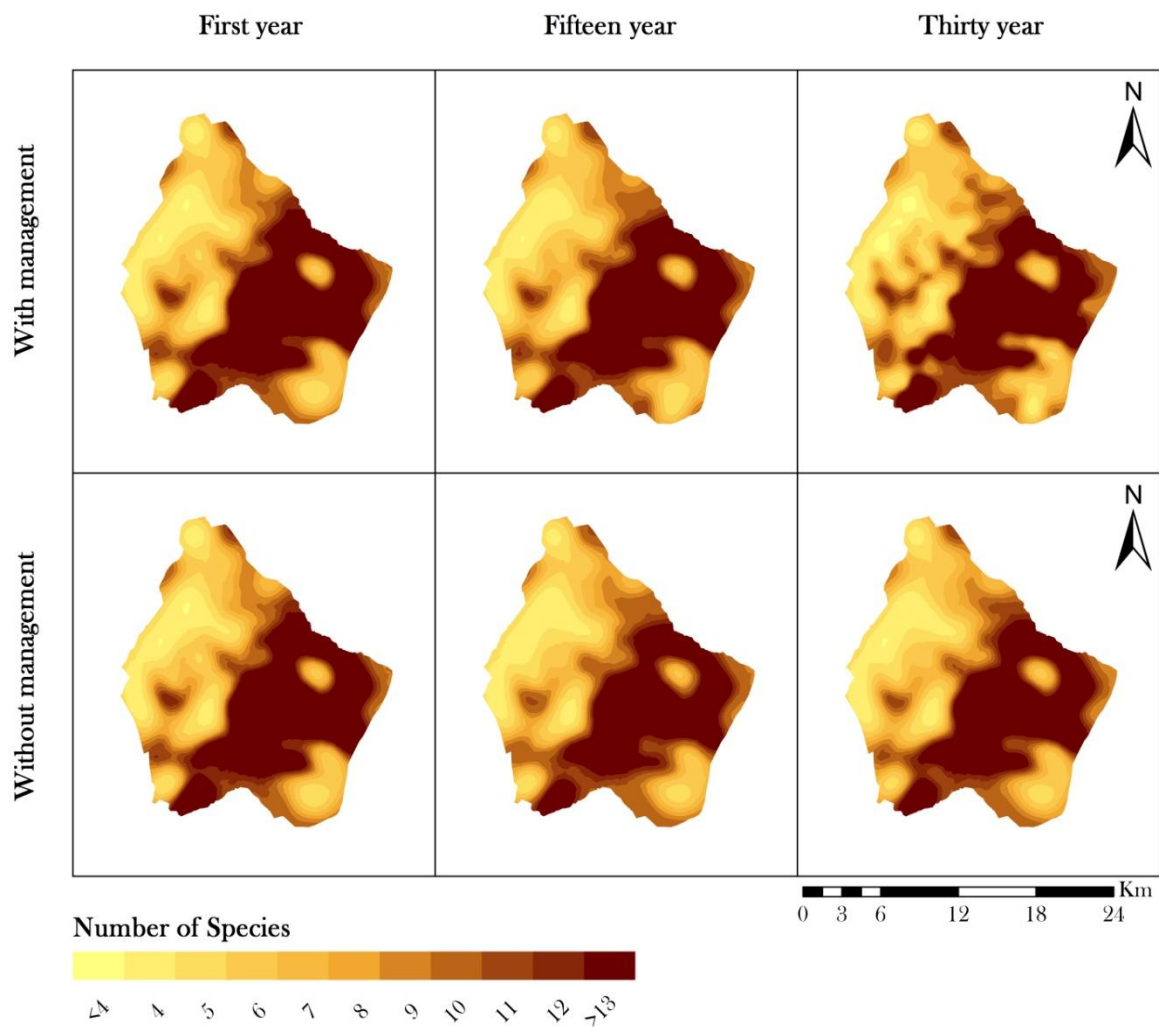 First year Fifteen year Thirty year
With management
N
Without management
N
Km
0 3 6 12 18 24
Number of Species
<4 4 5 6 7 8 9 10 11 12 >13